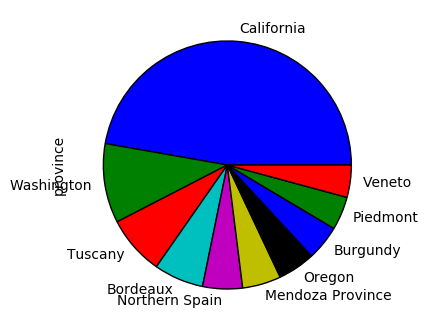 California
province
Washington
Veneto
Piedmont
Tuscany
Burgundy
Oregon
Bordeaux
Mendoza Province
Northern Spain